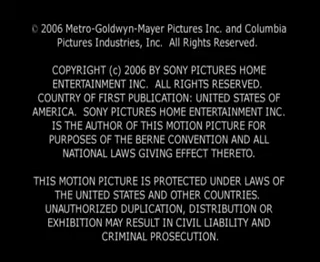 © 2006 Metro-Goldwyn-Mayer Pictures Inc. and Columbia
Pictures Industries, Inc. All Rights Reserved.
COPYRIGHT (c) 2006 BY SONY PICTURES HOME
ENTERTAINMENT INC. ALL RIGHTS RESERVED.
COUNTRY OF FIRST PUBLICATION: UNITED STATES OF
AMERICA. SONY PICTURES HOME ENTERTAINMENT INC.
IS THE AUTHOR OF THIS MOTION PICTURE FOR
PURPOSES OF THE BERNE CONVENTION AND ALL
NATIONAL LAWS GIVING EFFECT THERETO.
THIS MOTION PICTURE IS PROTECTED UNDER LAWS OF
THE UNITED STATES AND OTHER COUNTRIES.
UNAUTHORIZED DUPLICATION, DISTRIBUTION OR
EXHIBITION MAY RESULT IN CIVIL LIABILITY AND
CRIMINAL PROSECUTION.